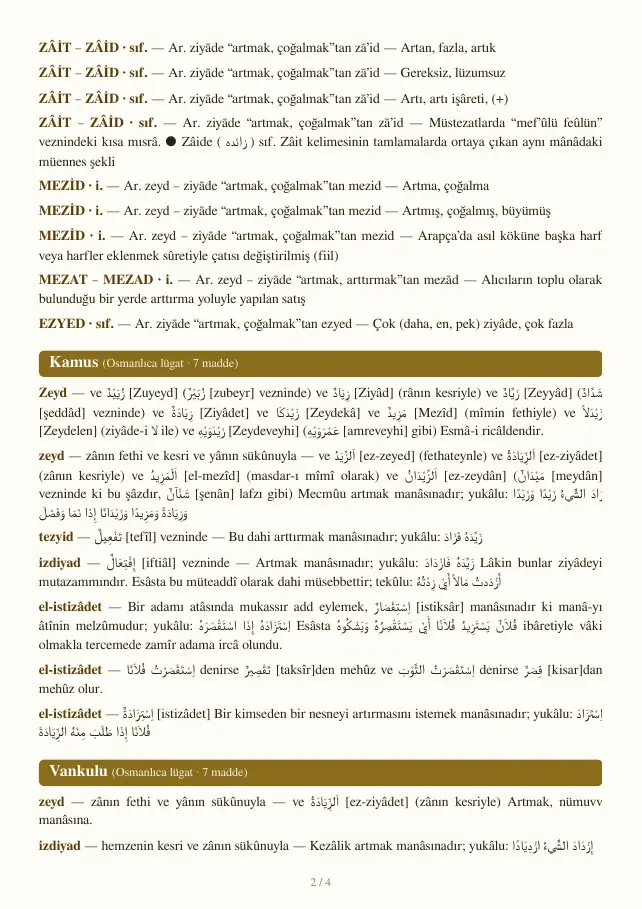 ZÂİT – ZÂİD · sıf. — Ar. ziyāde “artmak, çoğalmak”tan zā’id — Artan, fazla, artık
ZÂİT – ZÂİD · sıf. — Ar. ziyāde “artmak, çoğalmak”tan zā’id — Gereksiz, lüzumsuz
ZÂİT – ZÂİD · sıf. — Ar. ziyāde “artmak, çoğalmak”tan zā’id — Artı, artı işâreti, (+)
ZÂİT – ZÂİD · sıf. — Ar. ziyāde “artmak, çoğalmak”tan zā’id — Müstezatlarda “mef’ûlü feûlün”
veznindeki kısa mısrâ. ● Zâide ( زائده ) sıf. Zâit kelimesinin tamlamalarda ortaya çıkan aynı mânâdaki
müennes şekli
MEZİD · i. — Ar. zeyd – ziyāde “artmak, çoğalmak”tan mezid — Artma, çoğalma
MEZİD · i. — Ar. zeyd – ziyāde “artmak, çoğalmak”tan mezid — Artmış, çoğalmış, büyümüş
MEZİD · i. — Ar. zeyd – ziyāde “artmak, çoğalmak”tan mezid — Arapça’da asıl köküne başka harf
veya harfler eklenmek sûretiyle çatısı değiştirilmiş (fiil)
MEZAT – MEZAD · i. — Ar. zeyd – ziyāde “artmak, arttırmak”tan mezād — Alıcıların toplu olarak
bulunduğu bir yerde arttırma yoluyle yapılan satış
EZYED · sıf. — Ar. ziyāde “artmak, çoğalmak”tan ezyed — Çok (daha, en, pek) ziyâde, çok fazla
Kamus (Osmanlıca lügat · 7 madde)
Zeyd — ve زُيَيْدٌ [Zuyeyd] (زُبَيْرٌ [zubeyr] vezninde) ve زِيَادٌ [Ziyâd] (rânın kesriyle) ve زَيَّادٌ [Zeyyâd] (شَدَّادٌ
[şeddâd] vezninde) ve زِيَادَةٌ [Ziyâdet] ve زَيْدَكَا [Zeydekâ] ve مَزِيدٌ [Mezîd] (mîmin fethiyle) ve زَيْدَلاً
[Zeydelen] (ziyâde-i لا ile) ve زَيْدَوَيْهِ [Zeydeveyhi] (عَمْرَوَيْهِ [amreveyhi] gibi) Esmâ-i ricâldendir.
zeyd — zânın fethi ve kesri ve yânın sükûnuyla — ve اَلزَّيَدُ [ez-zeyed] (fethateynle) ve اَلزِّيَادَةُ [ez-ziyâdet]
(zânın kesriyle) ve اَلْمَزِيدُ [el-mezîd] (masdar-ı mîmî olarak) ve اَلزَّيْدَانُ [ez-zeydân] (مَيْدَانٌ [meydân]
vezninde ki bu şâzdır, شَنْآنٌ [şenân] lafzı gibi) Mecmûu artmak manâsınadır; yukâlu: زَادَ الشَّيْءُ زَيْدًا وَزَيَدًا
وَزِيَادَةً وَمَزِيدًا وَزَيْدَانًا إِذَا نَمَا وَفَضَلَ
tezyid — تَفْعِيلٌ [tefîl] vezninde — Bu dahi arttırmak manâsınadır; yukâlu: زَيَّدَهُ فَزَادَ
izdiyad — إِفْتِعَالٌ [iftiâl] vezninde — Artmak manâsınadır; yukâlu: زَيَّدَهُ فَازْدَادَ Lâkin bunlar ziyâdeyi
mutazammındır. Esâsta bu müteaddî olarak dahi müsebbettir; tekûlu: أَزْدَدتُ مَالاً أَيْ زِدْتُهُ
el-istizâdet — Bir adamı atâsında mukassır add eylemek, اِسْتِقْصَارٌ [istiksâr] manâsınadır ki manâ-yı
âtînin melzûmudur; yukâlu: اِسْتَزَادَهُ إِذَا اسْتَقْصَرَهُ Esâsta فُلاَنٌ يَسْتَزِيدُ فُلاَنًا أَيْ يَسْتَقْصِرُهُ وَيَشْكُوهُ ibâretiyle vâki
olmakla tercemede zamîr adama ircâ olundu.
el-istizâdet — اِسْتَقْصَرْتُ فُلاَنًا denirse تَقْصِيرٌ [taksîr]den mehûz ve اِسْتَقْصَرْتُ الثَّوْبَ denirse قِصَرٌ [kisar]dan
mehûz olur.
el-istizâdet — اِسْتِزَادَةٌ [istizâdet] Bir kimseden bir nesneyi artırmasını istemek manâsınadır; yukâlu: اِسْتَزَادَ
فُلاَنًا إِذَا طَلَبَ مِنْهُ الزِّيَادَةَ
Vankulu (Osmanlıca lügat · 7 madde)
zeyd — zânın fethi ve yânın sükûnuyla — ve اَلزِّيَادَةُ [ez-ziyâdet] (zânın kesriyle) Artmak, nümuvv
manâsına.
izdiyad — hemzenin kesri ve zânın sükûnuyla — Kezâlik artmak manâsınadır; yukâlu: اِزْدَادَ الشَّيْءُ ازْدِيَادًا
2 / 4